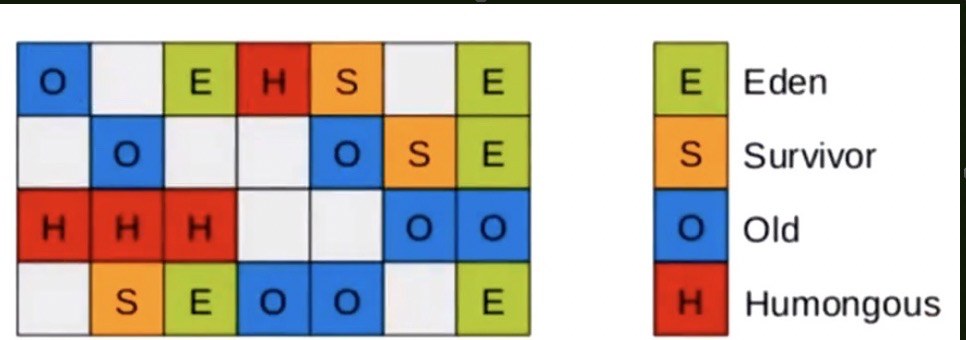 O E H S E
O O S E
H H H O O
S E O O E
E Eden
S Survivor
O Old
H Humongous